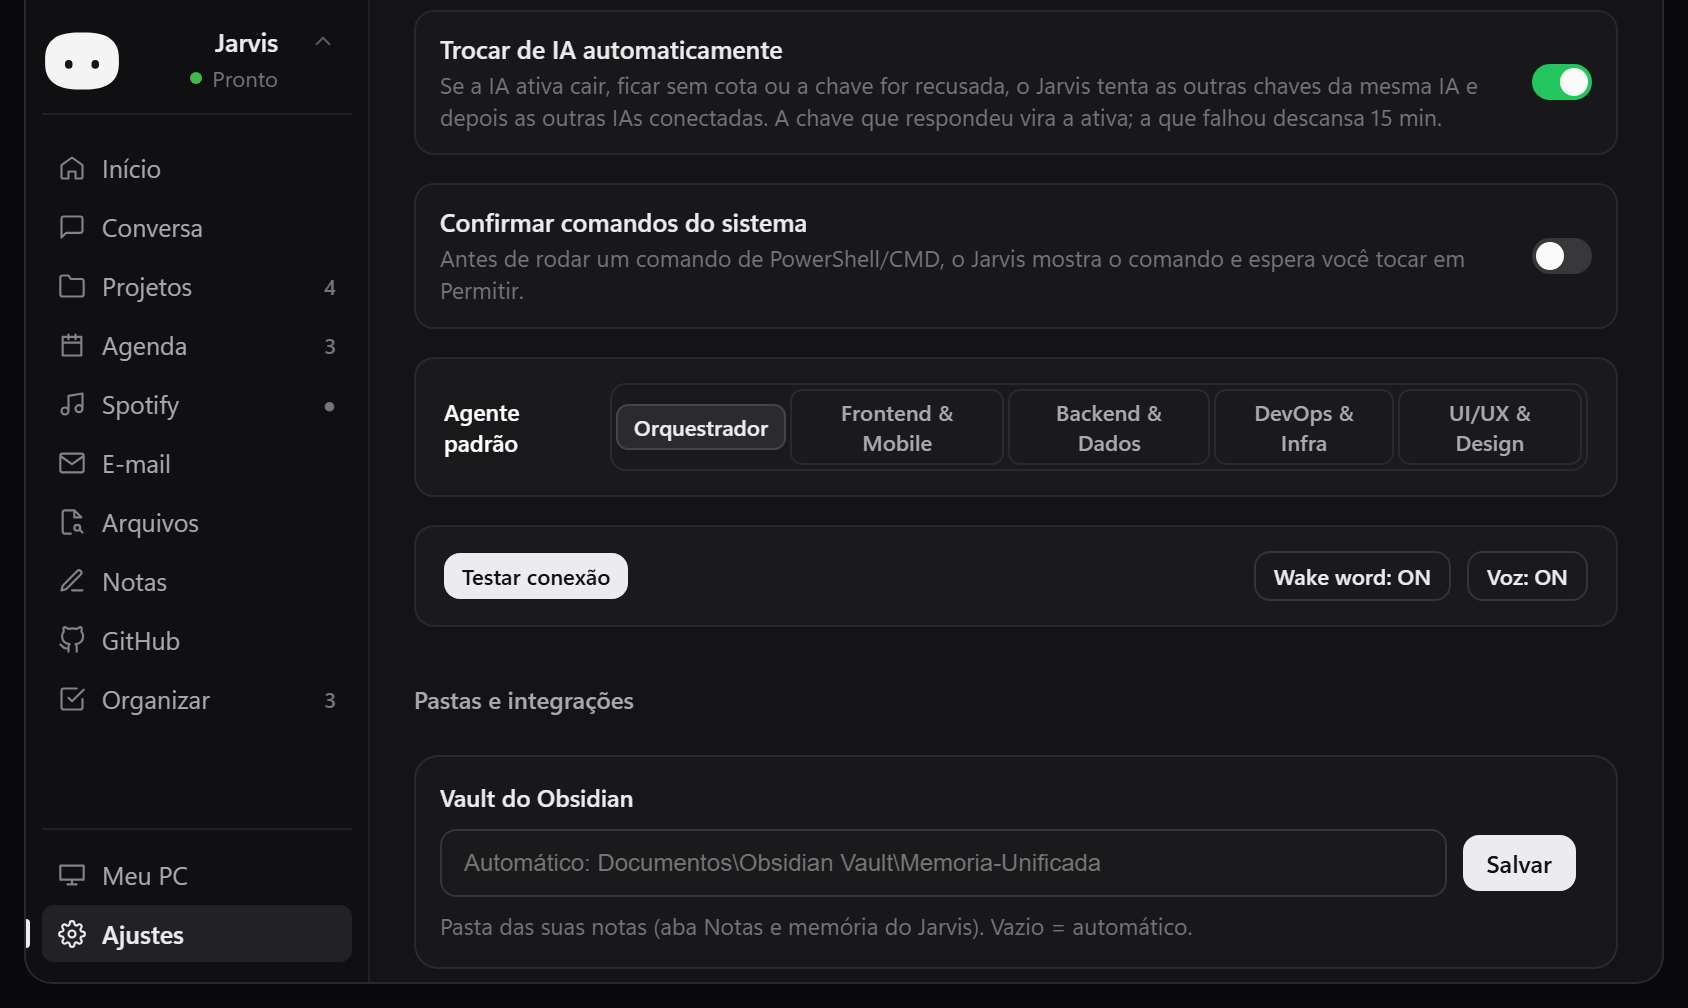 Jarvis
Pronto
Início
Conversa
Projetos 4
Agenda 3
Spotify
E-mail
Arquivos
Notas
GitHub
Organizar 3
Meu PC
Ajustes
Trocar de IA automaticamente
Se a IA ativa cair, ficar sem cota ou a chave for recusada, o Jarvis tenta as outras chaves da mesma IA e
depois as outras IAs conectadas. A chave que respondeu vira a ativa; a que falhou descansa 15 min.
Confirmar comandos do sistema
Antes de rodar um comando de PowerShell/CMD, o Jarvis mostra o comando e espera você tocar em
Permitir.
Agente
padrão
Orquestrador
Frontend &
Mobile
Backend &
Dados
DevOps &
Infra
UI/UX &
Design
Testar conexão
Wake word: ON
Voz: ON
Pastas e integrações
Vault do Obsidian
Automático: Documentos\Obsidian Vault\Memoria-Unificada
Salvar
Pasta das suas notas (aba Notas e memória do Jarvis). Vazio = automático.